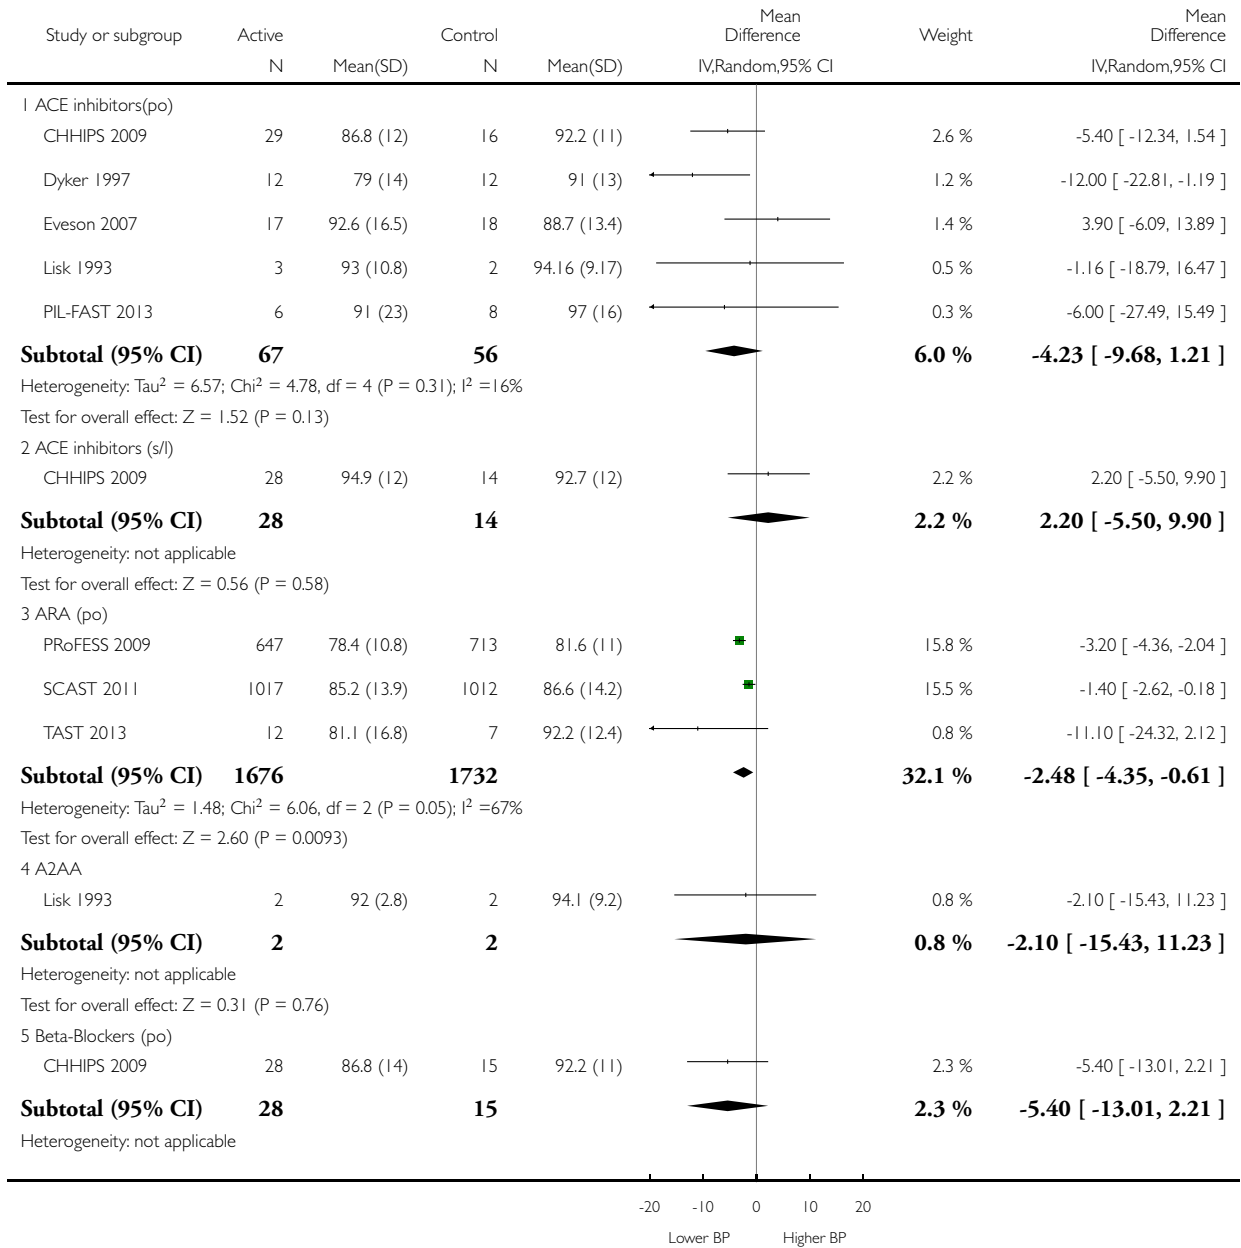 Study or subgroup Active Control Mean Difference Weight Mean Difference
N Mean(SD) N Mean(SD) IV,Random,95% CI IV,Random,95% CI
1 ACE inhibitors(po)
CHHIPS 2009 29 86.8 (12) 16 92.2 (11) 2.6 % -5.40 [ -12.34, 1.54 ]
Dyker 1997 12 79 (14) 12 91 (13) 1.2 % -12.00 [ -22.81, -1.19 ]
Eveson 2007 17 92.6 (16.5) 18 88.7 (13.4) 1.4 % 3.90 [ -6.09, 13.89 ]
Lisk 1993 3 93 (10.8) 2 94.16 (9.17) 0.5 % -1.16 [ -18.79, 16.47 ]
PIL-FAST 2013 6 91 (23) 8 97 (16) 0.3 % -6.00 [ -27.49, 15.49 ]
Subtotal (95% CI) 67 56 6.0 % -4.23 [ -9.68, 1.21 ]
Heterogeneity: Tau² = 6.57; Chi² = 4.78, df = 4 (P = 0.31); I² =16%
Test for overall effect: Z = 1.52 (P = 0.13)
2 ACE inhibitors (s/l)
CHHIPS 2009 28 94.9 (12) 14 92.7 (12) 2.2 % 2.20 [ -5.50, 9.90 ]
Subtotal (95% CI) 28 14 2.2 % 2.20 [ -5.50, 9.90 ]
Heterogeneity: not applicable
Test for overall effect: Z = 0.56 (P = 0.58)
3 ARA (po)
PRoFESS 2009 647 78.4 (10.8) 713 81.6 (11) 15.8 % -3.20 [ -4.36, -2.04 ]
SCAST 2011 1017 85.2 (13.9) 1012 86.6 (14.2) 15.5 % -1.40 [ -2.62, -0.18 ]
TAST 2013 12 81.1 (16.8) 7 92.2 (12.4) 0.8 % -11.10 [ -24.32, 2.12 ]
Subtotal (95% CI) 1676 1732 32.1 % -2.48 [ -4.35, -0.61 ]
Heterogeneity: Tau² = 1.48; Chi² = 6.06, df = 2 (P = 0.05); I² =67%
Test for overall effect: Z = 2.60 (P = 0.0093)
4 A2AA
Lisk 1993 2 92 (2.8) 2 94.1 (9.2) 0.8 % -2.10 [ -15.43, 11.23 ]
Subtotal (95% CI) 2 2 0.8 % -2.10 [ -15.43, 11.23 ]
Heterogeneity: not applicable
Test for overall effect: Z = 0.31 (P = 0.76)
5 Beta-Blockers (po)
CHHIPS 2009 28 86.8 (14) 15 92.2 (11) 2.3 % -5.40 [ -13.01, 2.21 ]
Subtotal (95% CI) 28 15 2.3 % -5.40 [ -13.01, 2.21 ]
Heterogeneity: not applicable
-20 -10 0 10 20
Lower BP Higher BP